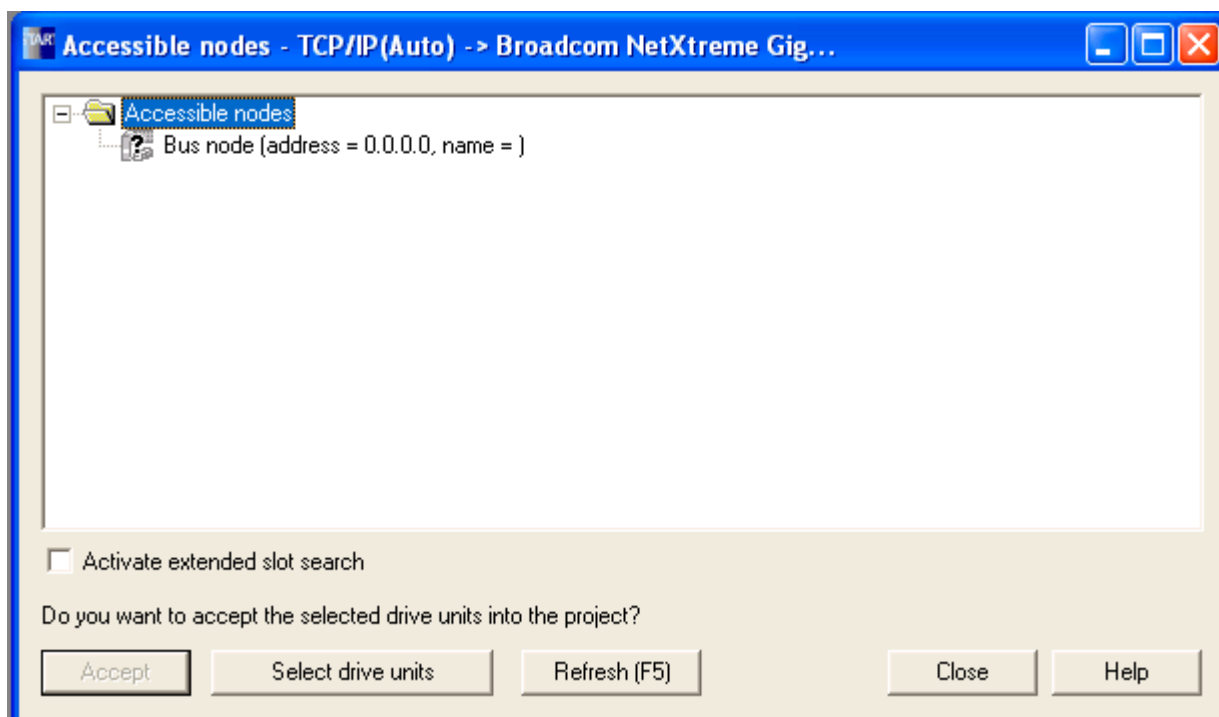 Accessible nodes - TCP/IP(Auto) -> Broadcom NetXtreme Gig...
Accessible nodes
Bus node (address = 0.0.0.0, name = )
Activate extended slot search
Do you want to accept the selected drive units into the project?
Accept Select drive units Refresh (F5) Close Help